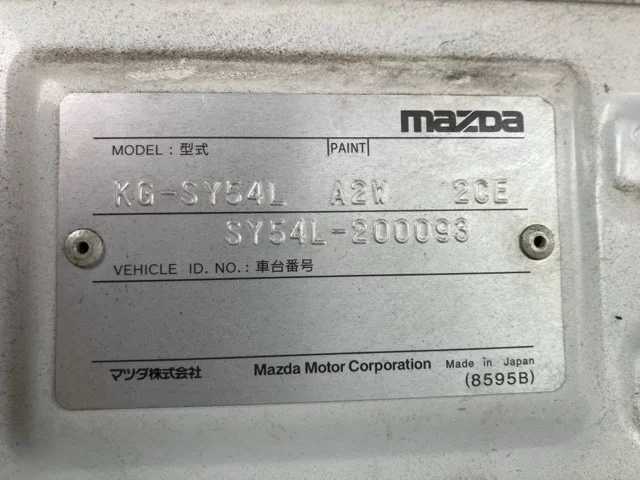 mazda
MODEL : 型式 PAINT
KG-SY54L A2W 2CE
SY54L-200093
VEHICLE ID. NO. : 車台番号
マツダ株式会社 Mazda Motor Corporation Made in Japan
(8595B)